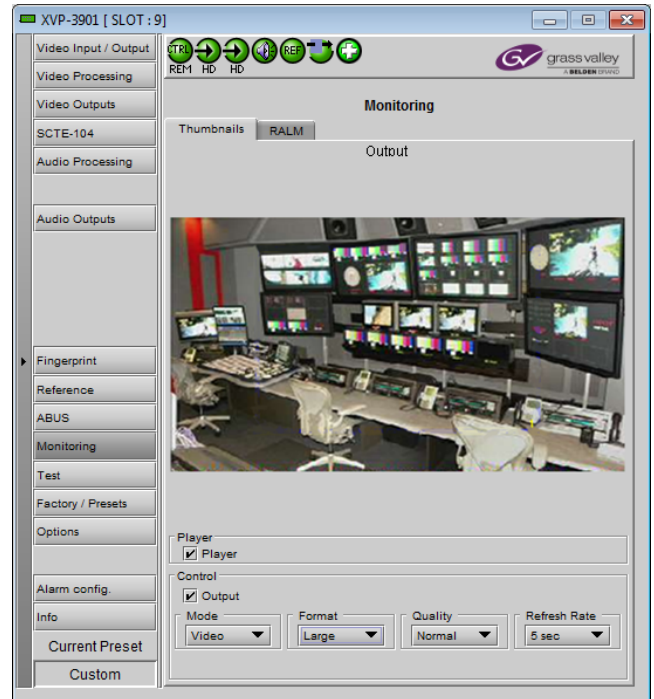 XVP-3901 [ SLOT : 9]
Video Input / Output
Video Processing
Video Outputs
SCTE-104
Audio Processing
Audio Outputs
Fingerprint
Reference
ABUS
Monitoring
Test
Factory / Presets
Options
Alarm config.
Info
Current Preset
Custom
CTRL REF
REM HD HD
grass valley
A BELDEN BRAND
Monitoring
Thumbnails RALM
Output
Player
Player
Control
Output
Mode Format Quality Refresh Rate
Video Large Normal 5 sec